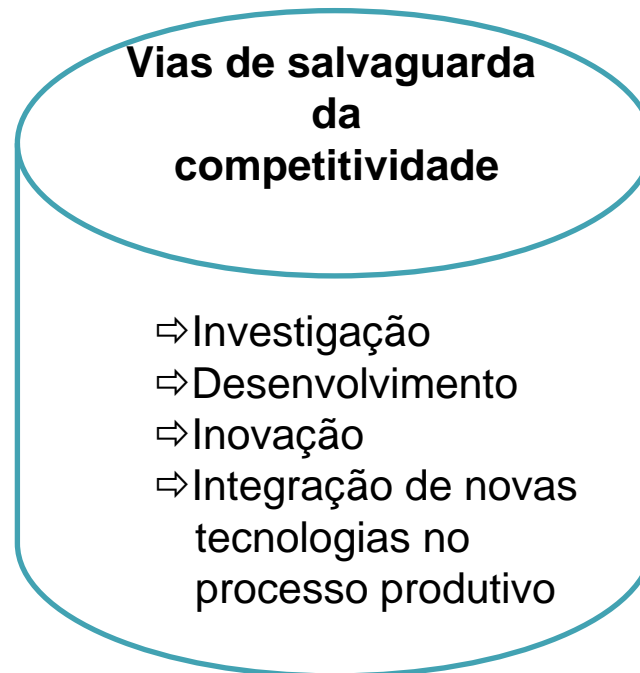 Vias de salvaguarda
da
competitividade
⇨Investigação
⇨Desenvolvimento
⇨Inovação
⇨Integração de novas
tecnologias no
processo produtivo